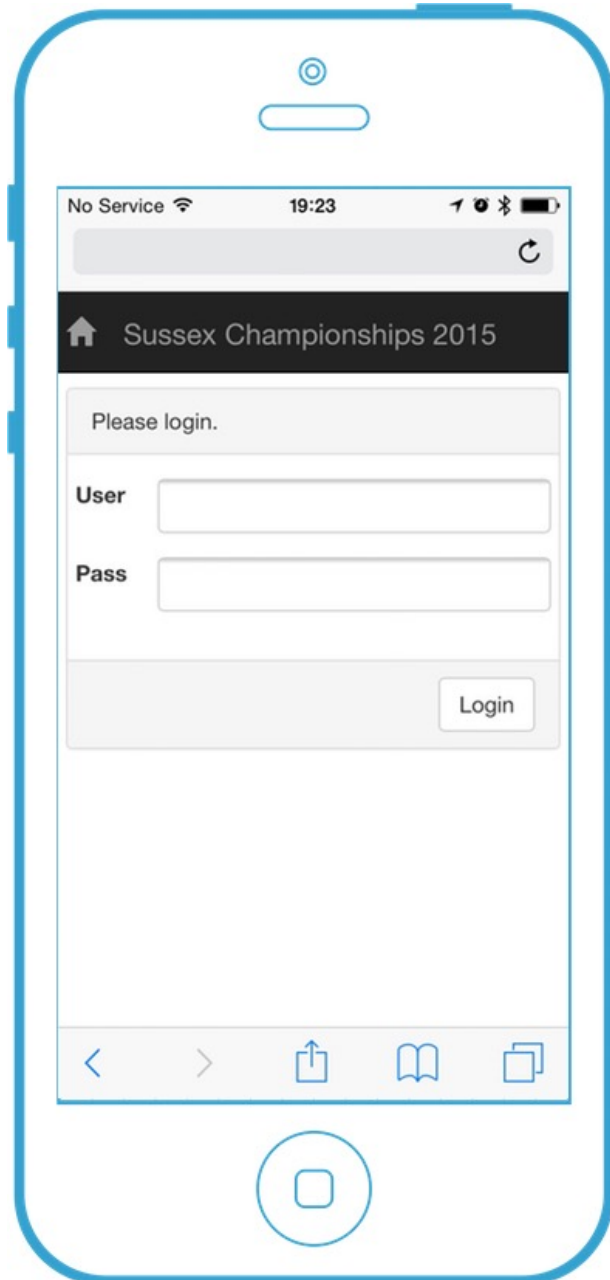 No Service 19:23
Sussex Championships 2015
Please login.
User
Pass
Login